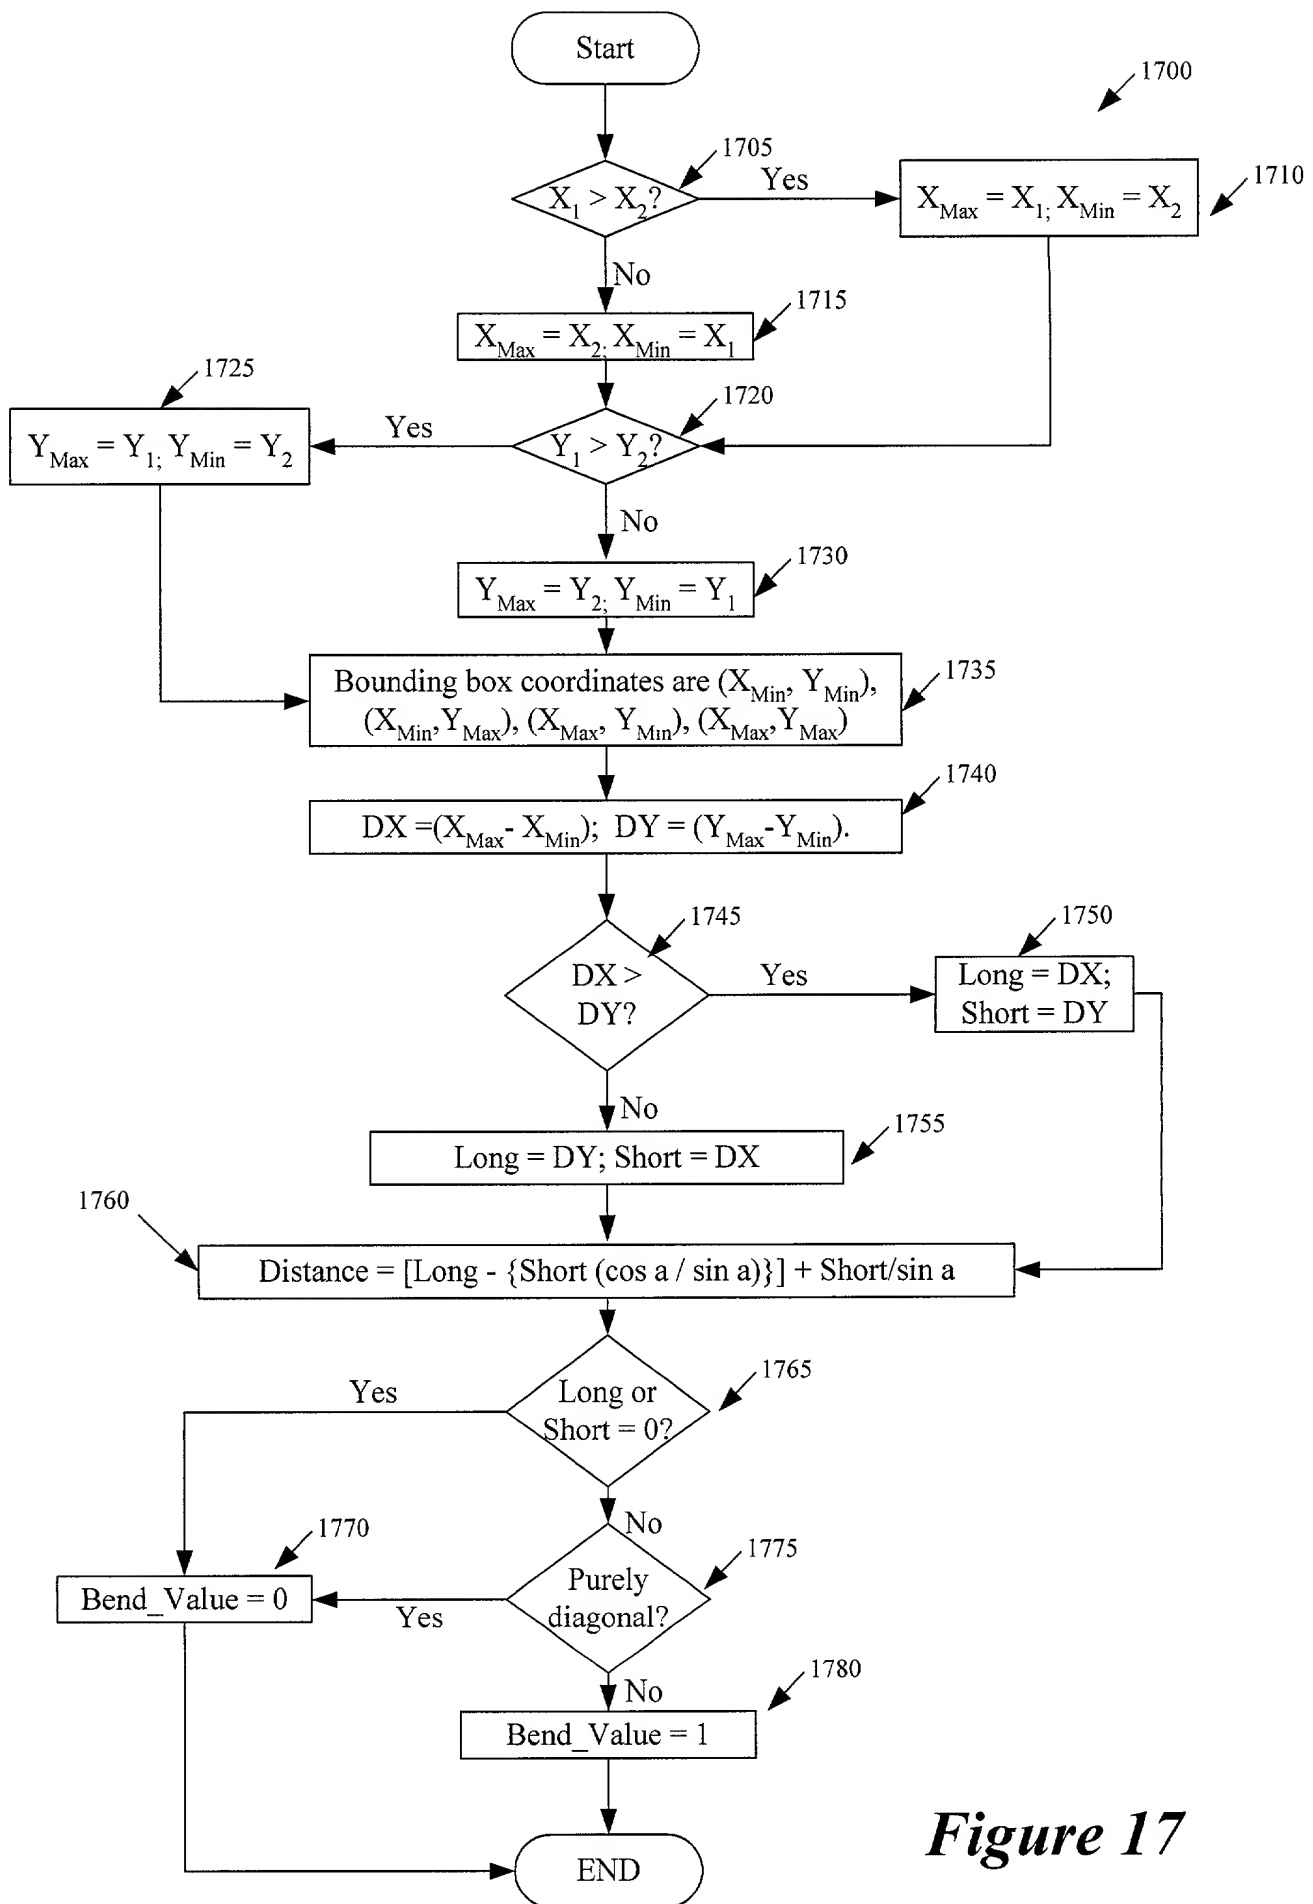 Start
1700
1705
X1 > X2?
Yes
1710
XMax = X1; XMin = X2
No
1715
XMax = X2; XMin = X1
1725
1720
YMax = Y1; YMin = Y2
Yes
Y1 > Y2?
No
1730
YMax = Y2; YMin = Y1
1735
Bounding box coordinates are (XMin, YMin),
(XMin,YMax), (XMax, YMin), (XMax,YMax)
1740
DX =(XMax- XMin); DY = (YMax-YMin).
1745
1750
DX >
DY?
Yes
Long = DX;
Short = DY
No
1755
Long = DY; Short = DX
1760
Distance = [Long - {Short (cos a / sin a)}] + Short/sin a
1765
Yes
Long or
Short = 0?
No
1770
1775
Bend_Value = 0
Yes
Purely
diagonal?
No
1780
Bend_Value = 1
END
Figure 17